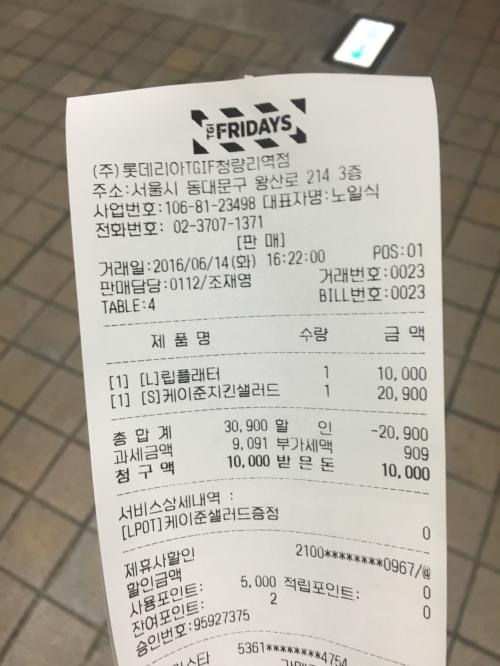 TGI FRIDAYS
(주)롯데리아TGIF청량리역점
주소:서울시 동대문구 왕산로 214 3층
사업번호:106-81-23498 대표자명:노일식
전화번호: 02-3707-1371
[판 매]
거래일:2016/06/14(화) 16:22:00 POS:01
판매담당:0112/조재영 거래번호:0023
TABLE:4 BILL번호:0023
제 품 명 수량 금 액
[1] [L]립플래터 1 10,000
[1] [S]케이준치킨샐러드 1 20,900
총 합 계 30,900 할 인 -20,900
과세금액 9,091 부가세액 909
청 구 액 10,000 받 은 돈 10,000
서비스상세내역 :
[LPOT]케이준샐러드증정 0
제휴사할인 2100********0967/@
할인금액 0
사용포인트: 5,000 적립포인트: 0
잔여포인트: 2
승인번호:95927375
5361********4754